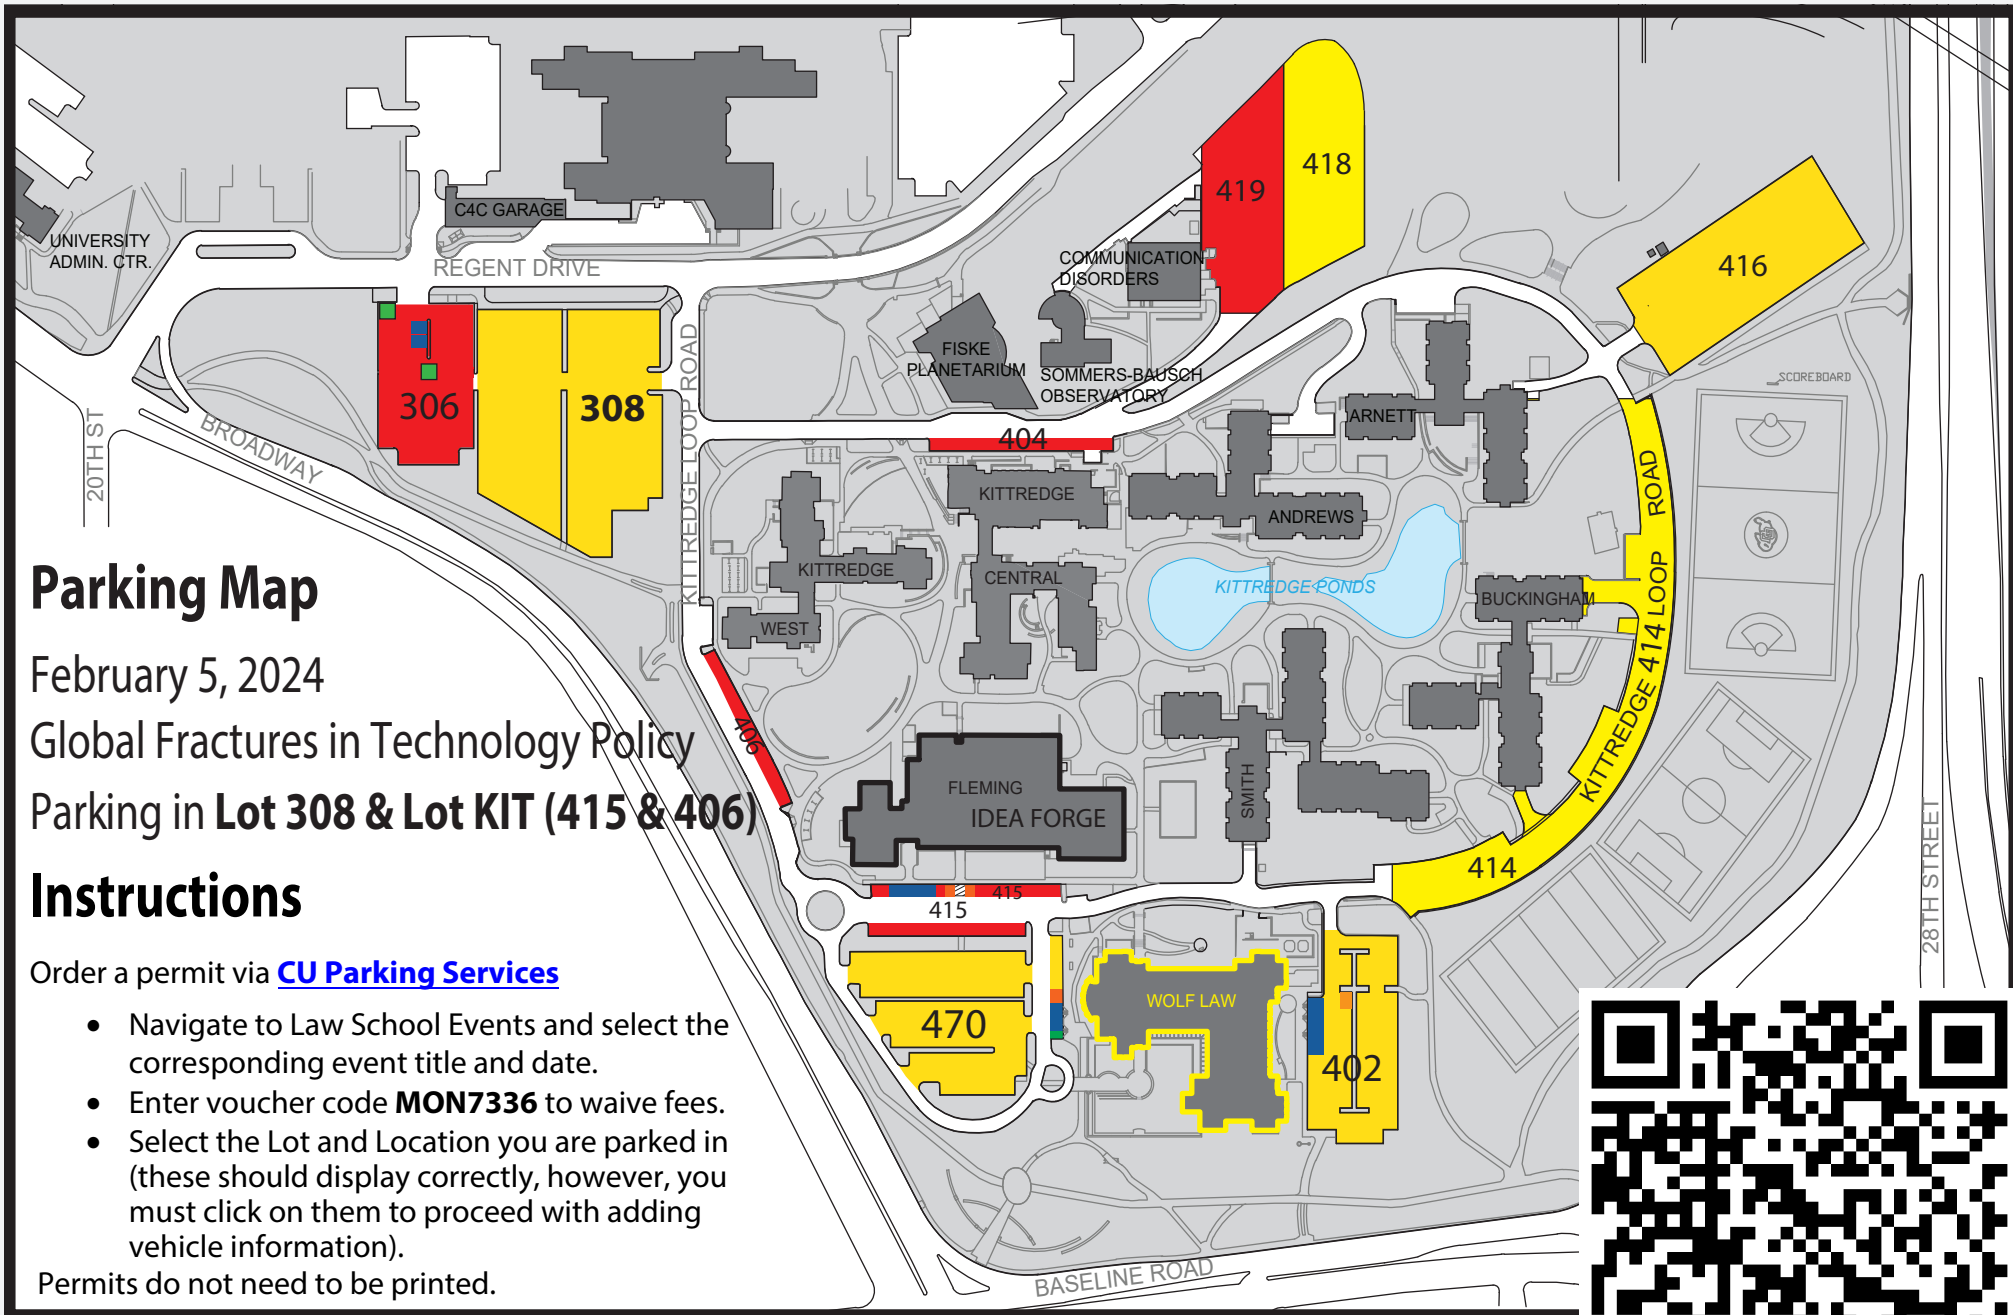 UNIVERSITY
ADMIN. CTR.
C4C GARAGE
REGENT DRIVE
419
418
416
COMMUNICATION
DISORDERS
FISKE
PLANETARIUM
SOMMERS-BAUSCH
OBSERVATORY
SCOREBOARD
306
308
KITTREDGE LOOP ROAD
20TH ST
BROADWAY
404
ARNETT
KITTREDGE
ANDREWS
KITTREDGE
CENTRAL
KITTREDGE PONDS
BUCKINGHAM
WEST
KITTREDGE 414 LOOP ROAD
406
FLEMING
IDEA FORGE
SMITH
414
415
415
28TH STREET
WOLF LAW
470
402
BASELINE ROAD
Parking Map
February 5, 2024
Global Fractures in Technology Policy
Parking in Lot 308 & Lot KIT (415 & 406)
Instructions
Order a permit via CU Parking Services
• Navigate to Law School Events and select the
corresponding event title and date.
• Enter voucher code MON7336 to waive fees.
• Select the Lot and Location you are parked in
(these should display correctly, however, you
must click on them to proceed with adding
vehicle information).
Permits do not need to be printed.